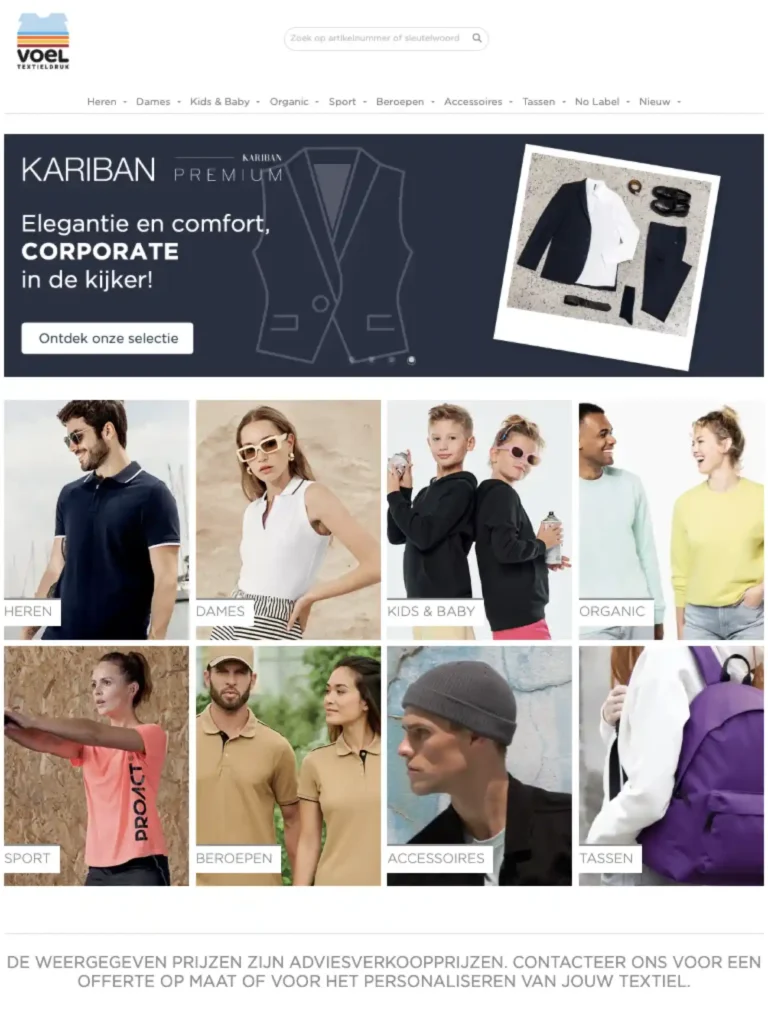 VOEL
TEXTIELDRUK
Zoek op artikelnummer of sleutelwoord
Heren Dames Kids & Baby Organic Sport Beroepen Accessoires Tassen No Label Nieuw
KARIBAN
KARIBAN
PREMIUM
Elegantie en comfort,
CORPORATE
in de kijker!
Ontdek onze selectie
HEREN
DAMES
KIDS & BABY
ORGANIC
PROACT
SPORT
BEROEPEN
ACCESSOIRES
TASSEN
DE WEERGEGEVEN PRIJZEN ZIJN ADVIESVERKOOPPRIJZEN. CONTACTEER ONS VOOR EEN
OFFERTE OP MAAT OF VOOR HET PERSONALISEREN VAN JOUW TEXTIEL.